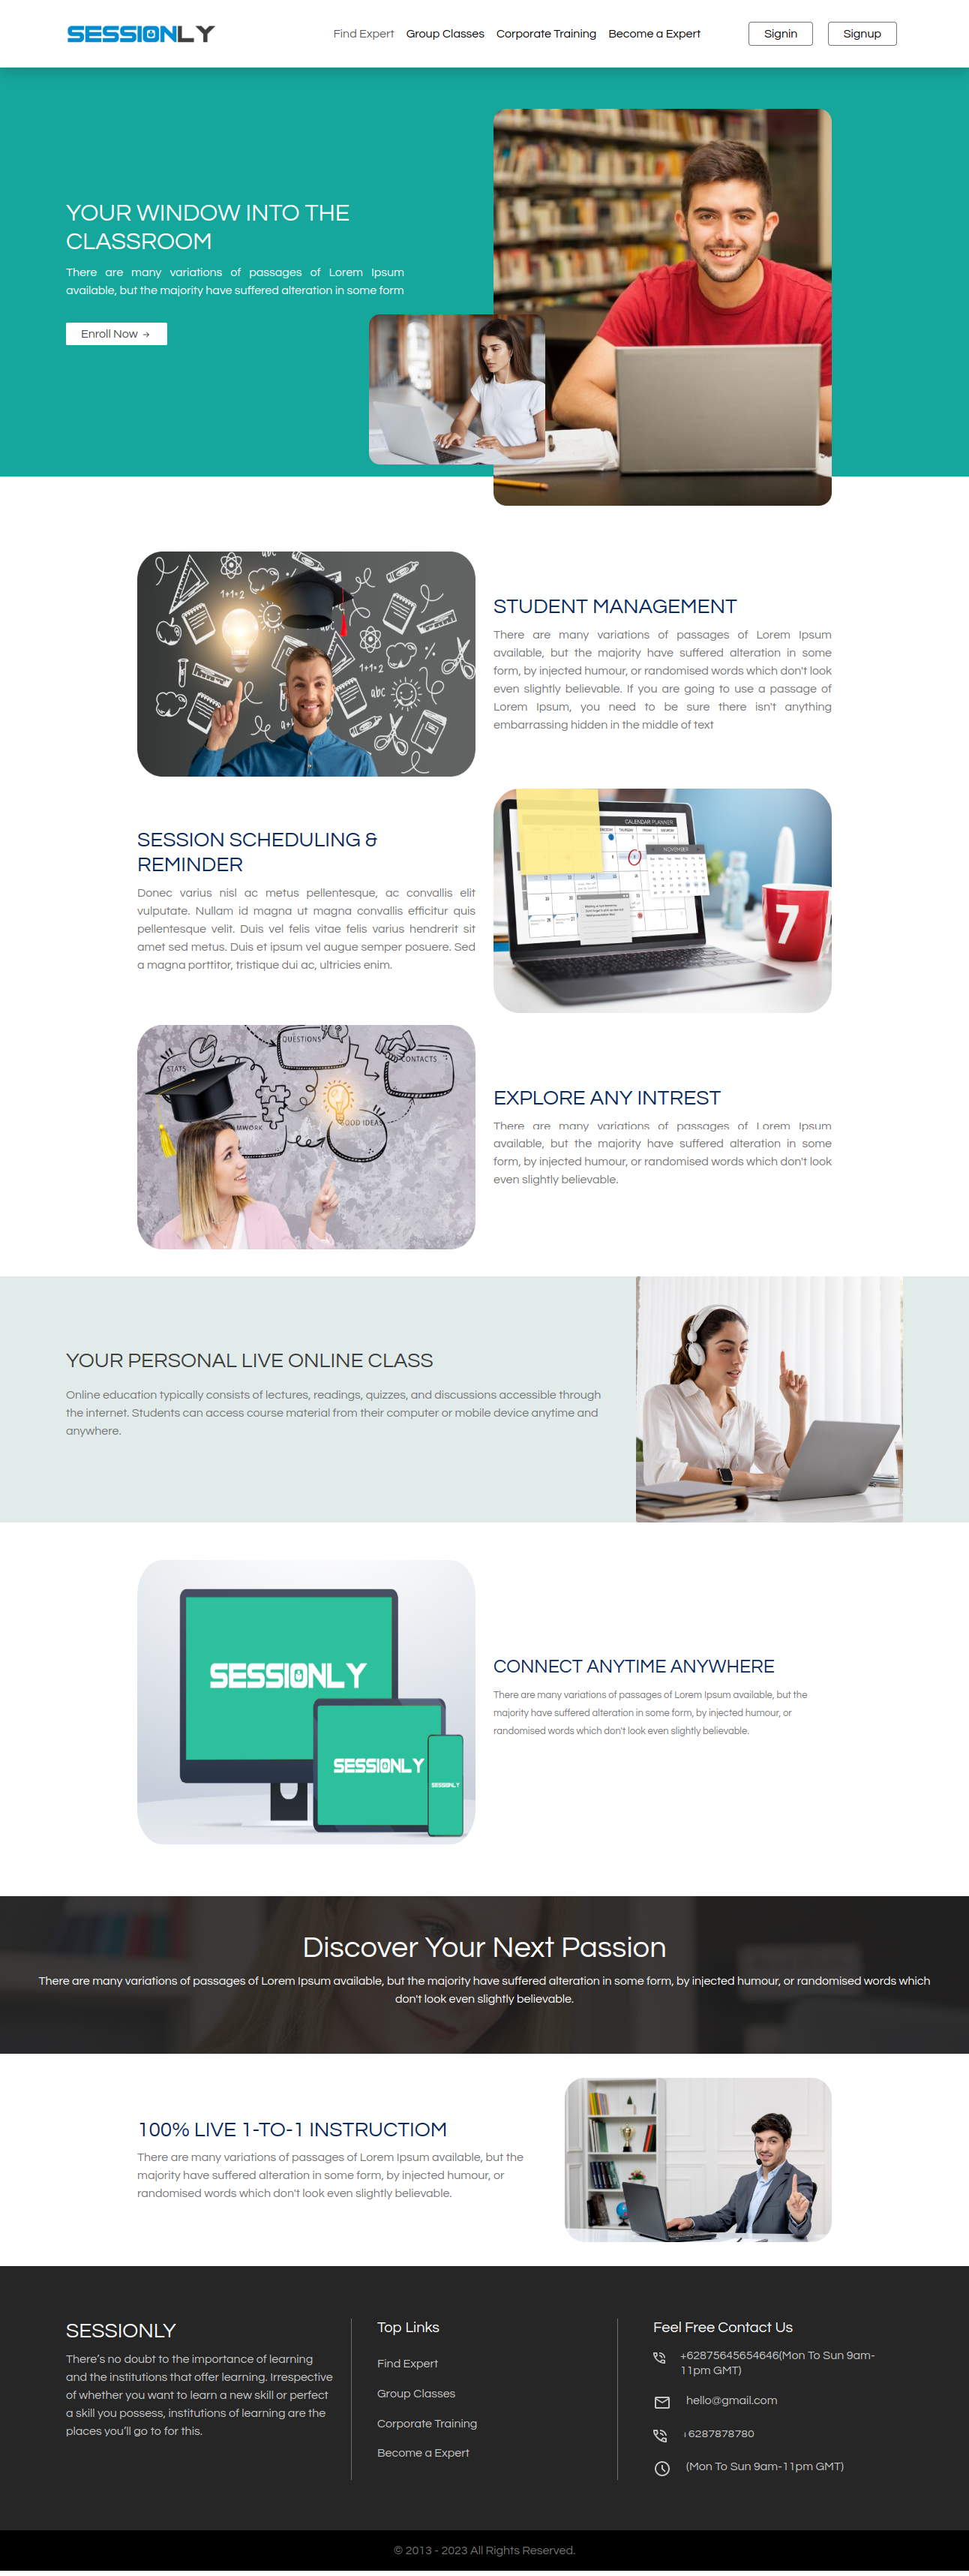 SESSIONLY
Find Expert Group Classes Corporate Training Become a Expert Signin Signup
YOUR WINDOW INTO THE
CLASSROOM
There are many variations of passages of Lorem Ipsum
available, but the majority have suffered alteration in some form
Enroll Now →
STUDENT MANAGEMENT
There are many variations of passages of Lorem Ipsum
available, but the majority have suffered alteration in some
form, by injected humour, or randomised words which don't look
even slightly believable. If you are going to use a passage of
Lorem Ipsum, you need to be sure there isn't anything
embarrassing hidden in the middle of text
abc
1+1=2
1+1=2
abc
SESSION SCHEDULING &
REMINDER
Donec varius nisl ac metus pellentesque, ac convallis elit
vulputate. Nullam id magna ut magna convallis efficitur quis
pellentesque velit. Duis vel felis vitae felis varius hendrerit sit
amet sed metus. Duis et ipsum vel augue semper posuere. Sed
a magna porttitor, tristique dui ac, ultricies enim.
CALENDAR PLANNER
NOVEMBER
7
QUESTIONS
CONTACTS
STATS
MWORK
OOD IDEAS
EXPLORE ANY INTREST
There are many variations of passages of Lorem Ipsum
available, but the majority have suffered alteration in some
form, by injected humour, or randomised words which don't look
even slightly believable.
YOUR PERSONAL LIVE ONLINE CLASS
Online education typically consists of lectures, readings, quizzes, and discussions accessible through
the internet. Students can access course material from their computer or mobile device anytime and
anywhere.
SESSIONLY
SESSIONLY
SESSIONLY
CONNECT ANYTIME ANYWHERE
There are many variations of passages of Lorem Ipsum available, but the
majority have suffered alteration in some form, by injected humour, or
randomised words which don't look even slightly believable.
Discover Your Next Passion
There are many variations of passages of Lorem Ipsum available, but the majority have suffered alteration in some form, by injected humour, or randomised words which
don't look even slightly believable.
100% LIVE 1-TO-1 INSTRUCTIOM
There are many variations of passages of Lorem Ipsum available, but the
majority have suffered alteration in some form, by injected humour, or
randomised words which don't look even slightly believable.
SESSIONLY
There's no doubt to the importance of learning
and the institutions that offer learning. Irrespective
of whether you want to learn a new skill or perfect
a skill you possess, institutions of learning are the
places you'll go to for this.
Top Links
Find Expert
Group Classes
Corporate Training
Become a Expert
Feel Free Contact Us
+62875645654646(Mon To Sun 9am-
11pm GMT)
hello@gmail.com
6287878780
(Mon To Sun 9am-11pm GMT)
© 2013 - 2023 All Rights Reserved.